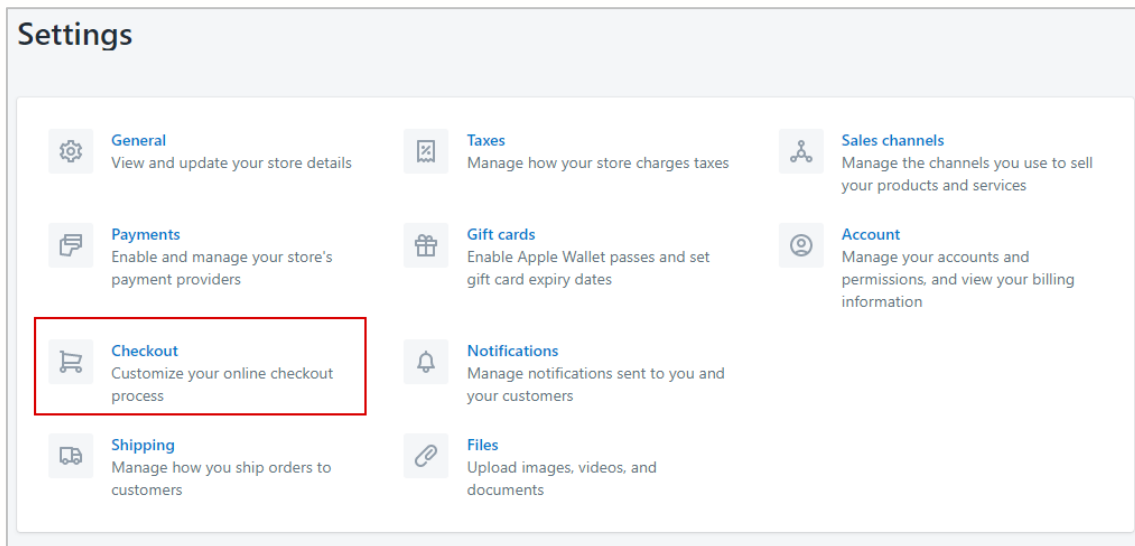 Settings
General
View and update your store details
Taxes
Manage how your store charges taxes
Sales channels
Manage the channels you use to sell
your products and services
Payments
Enable and manage your store's
payment providers
Gift cards
Enable Apple Wallet passes and set
gift card expiry dates
Account
Manage your accounts and
permissions, and view your billing
information
Checkout
Customize your online checkout
process
Notifications
Manage notifications sent to you and
your customers
Shipping
Manage how you ship orders to
customers
Files
Upload images, videos, and
documents